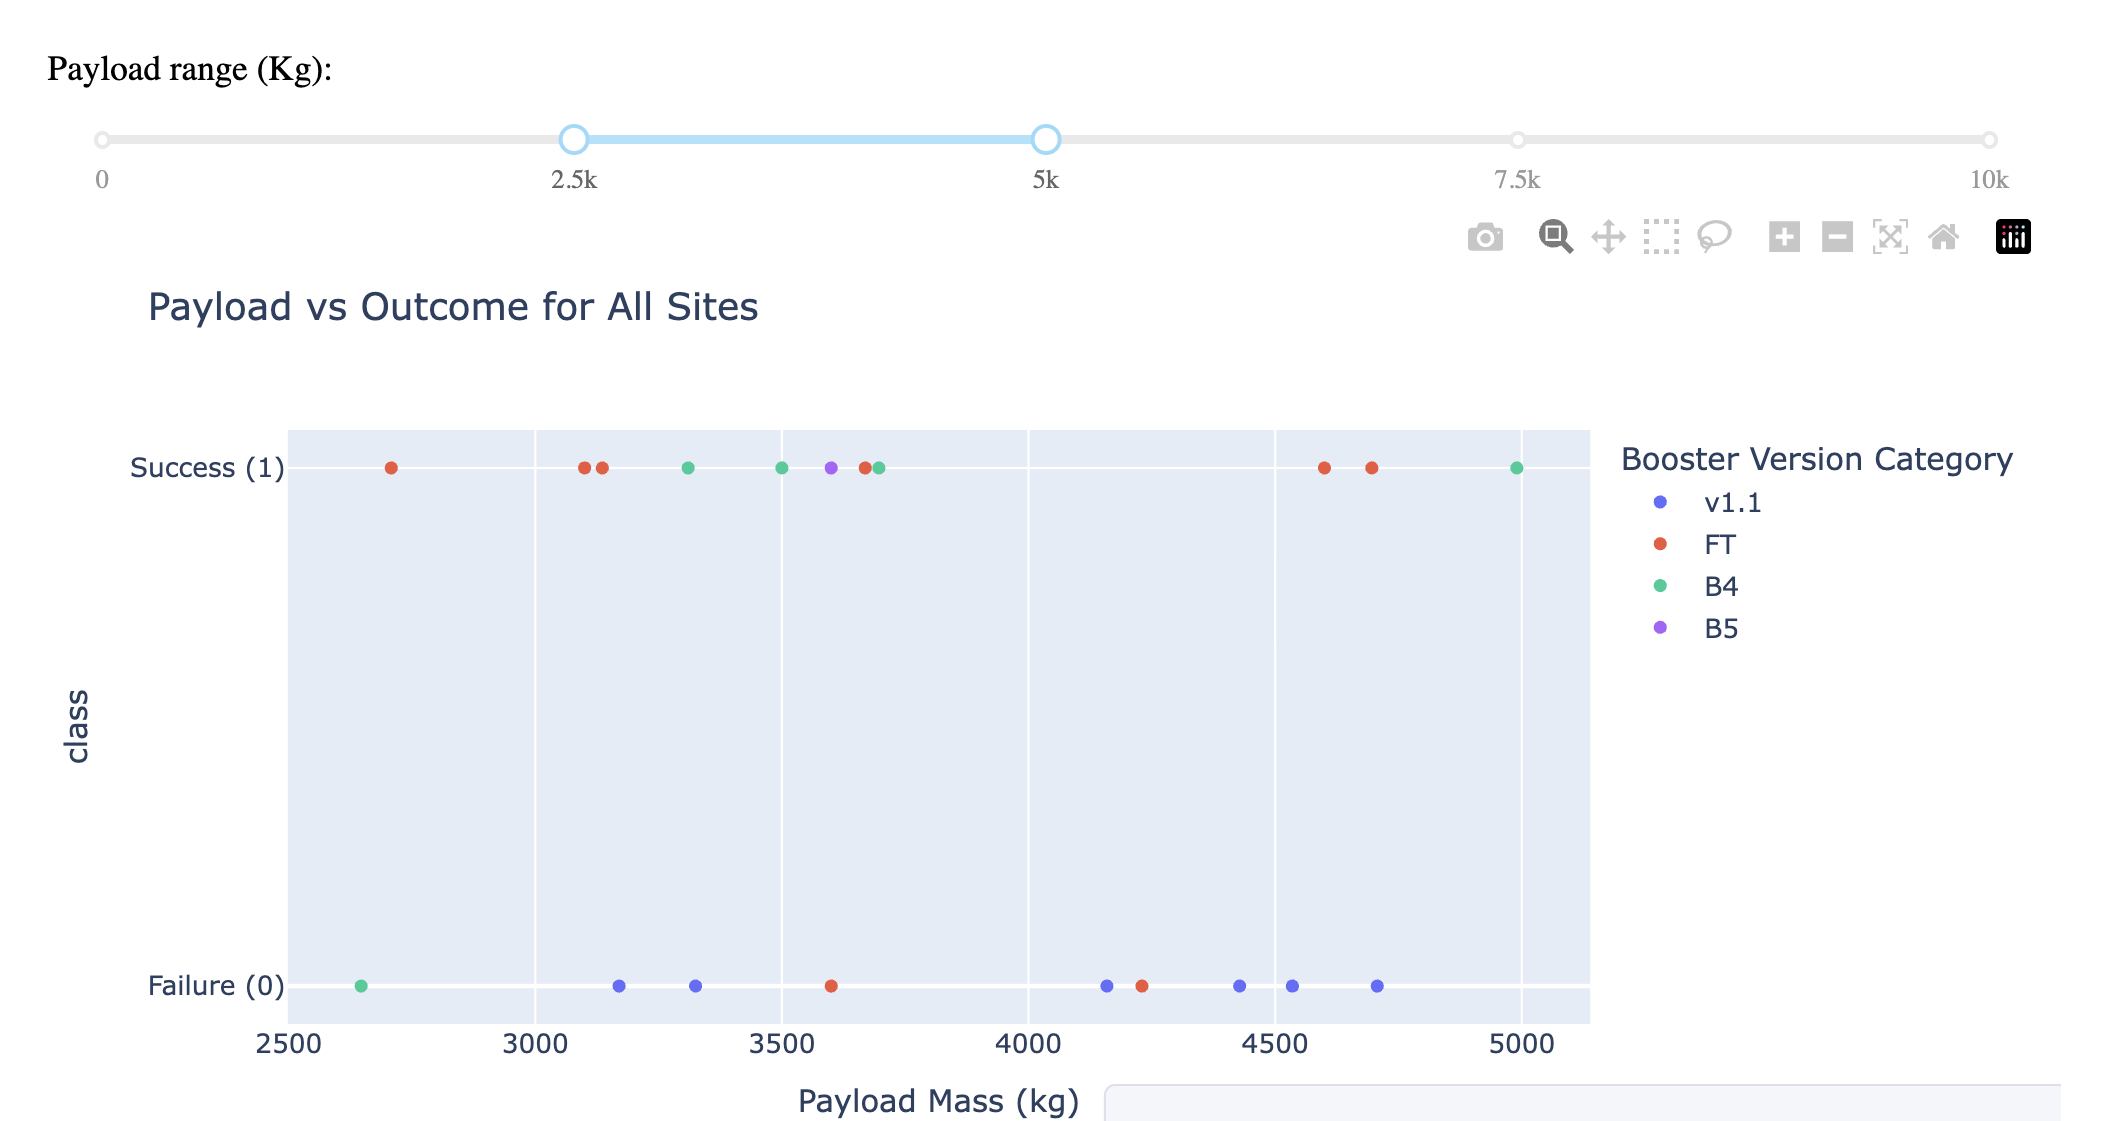 Payload range (Kg):
0 2.5k 5k 7.5k 10k
Payload vs Outcome for All Sites
Success (1)
Failure (0)
class
2500 3000 3500 4000 4500 5000
Payload Mass (kg)
Booster Version Category
v1.1
FT
B4
B5